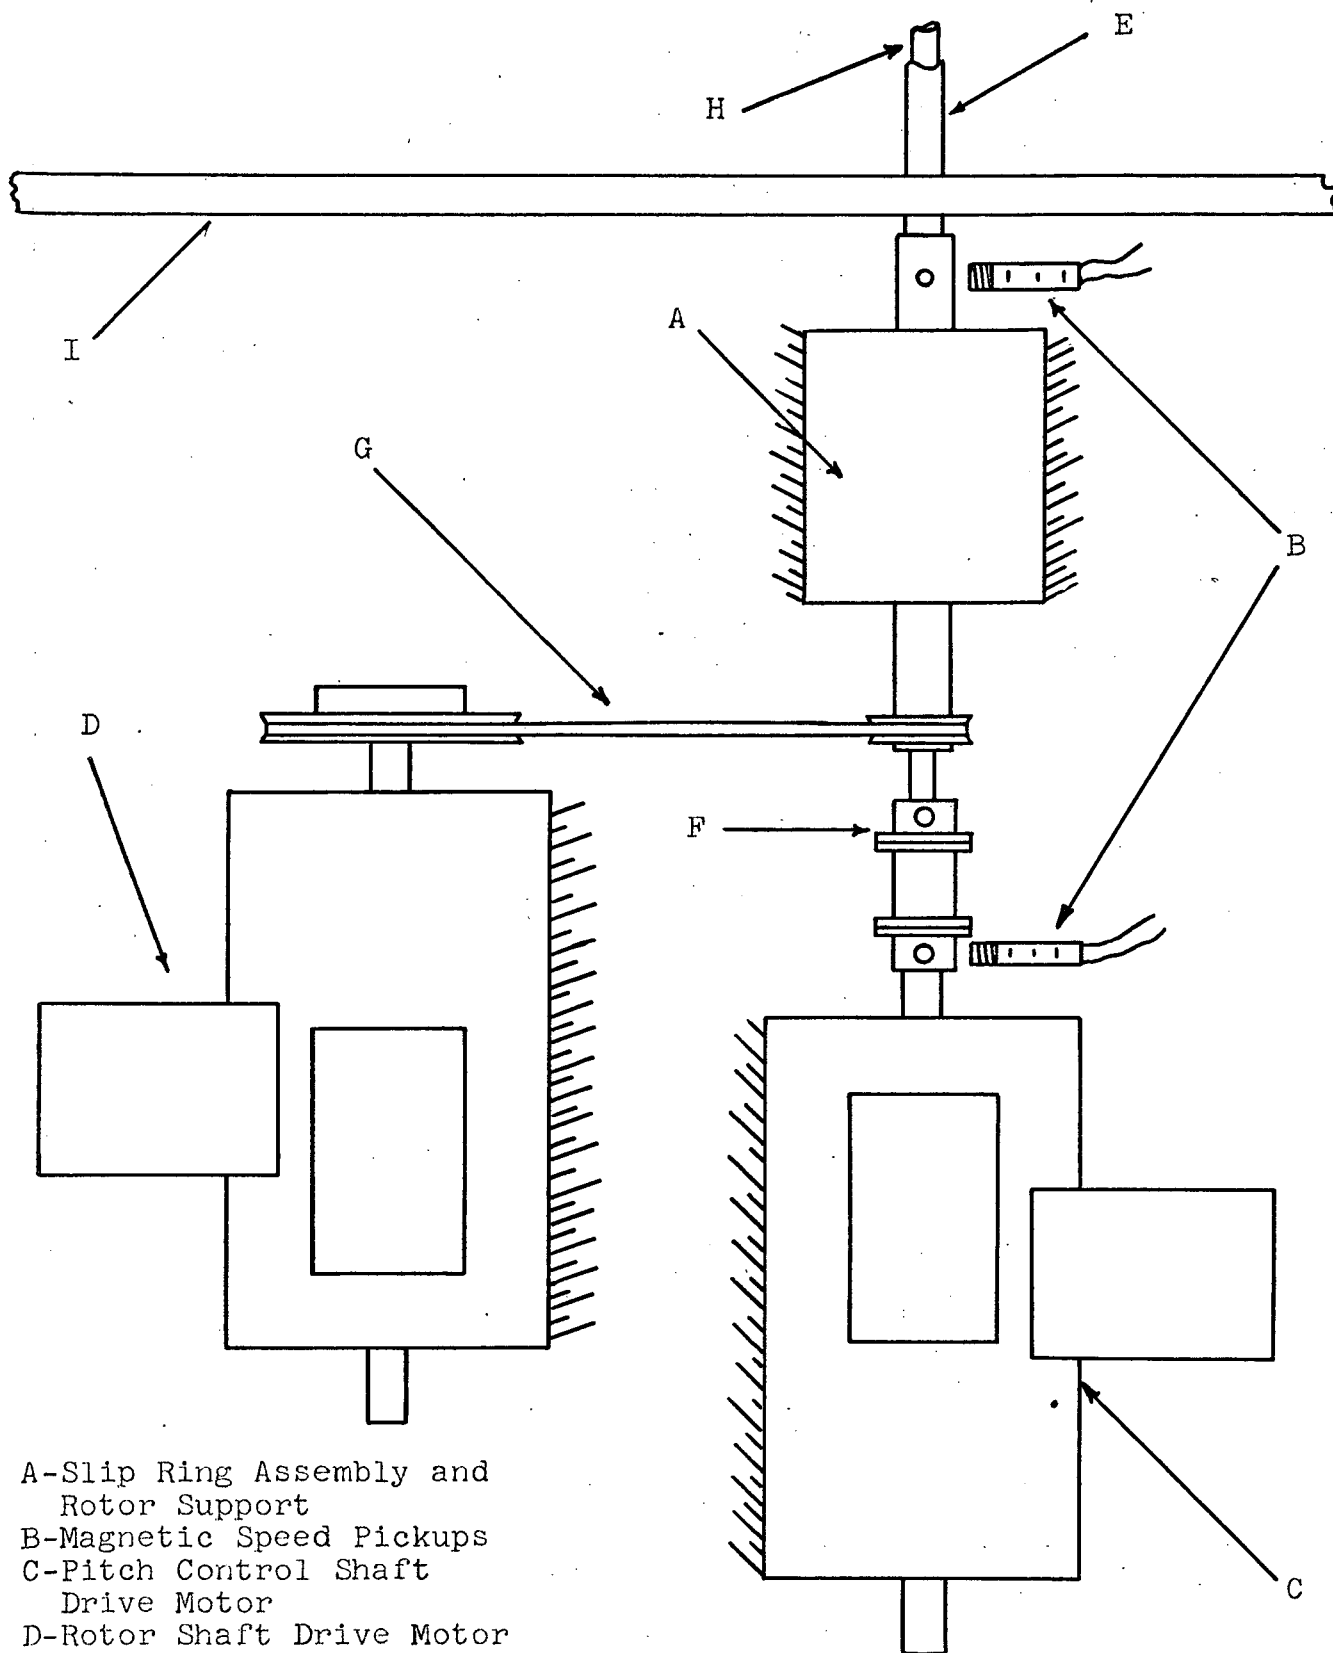 E
H
I
A
G
B
D
F
C
A-Slip Ring Assembly and
Rotor Support
B-Magnetic Speed Pickups
C-Pitch Control Shaft
Drive Motor
D-Rotor Shaft Drive Motor